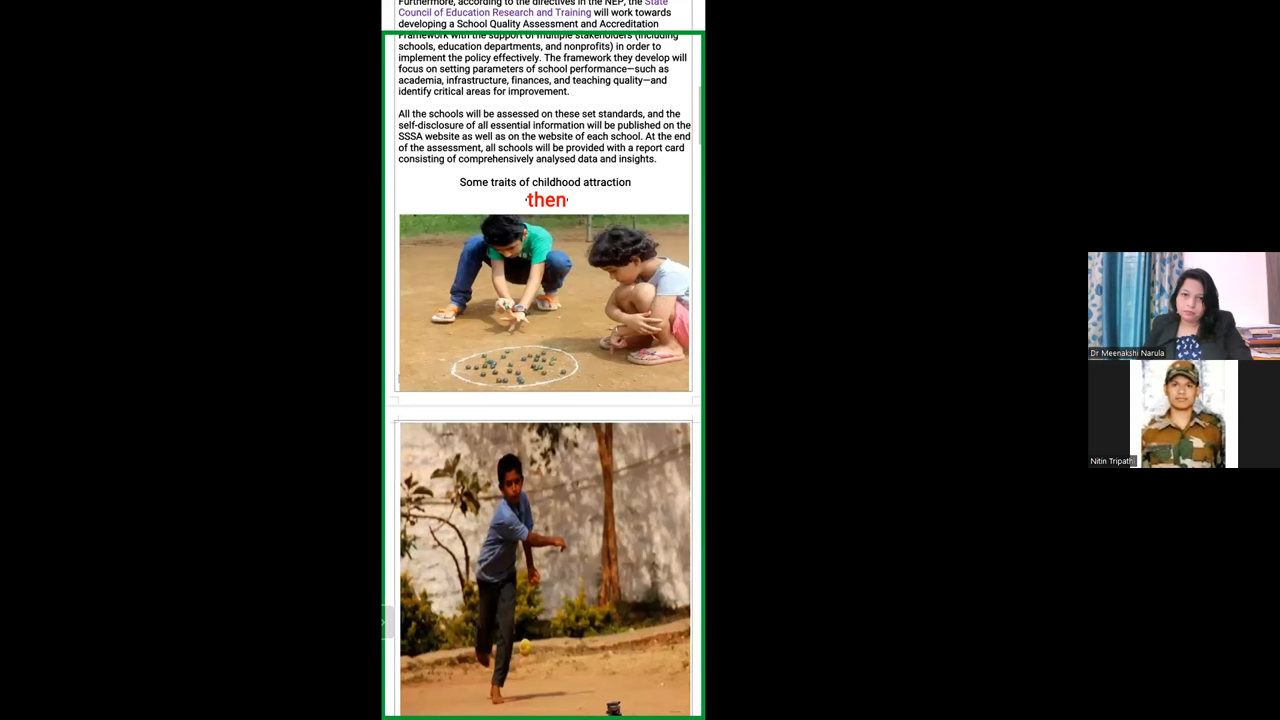 Furthermore, according to the directives in the NEP, the State
Council of Education Research and Training will work towards
developing a School Quality Assessment and Accreditation
Framework with the support of multiple stakeholders (including
schools, education departments, and nonprofits) in order to
implement the policy effectively. The framework they develop will
focus on setting parameters of school performance—such as
academia, infrastructure, finances, and teaching quality—and
identify critical areas for improvement.
All the schools will be assessed on these set standards, and the
self-disclosure of all essential information will be published on the
SSSA website as well as on the website of each school. At the end
of the assessment, all schools will be provided with a report card
consisting of comprehensively analysed data and insights.
Some traits of childhood attraction
'then'
Dr Meenakshi Narula
Nitin Tripathi